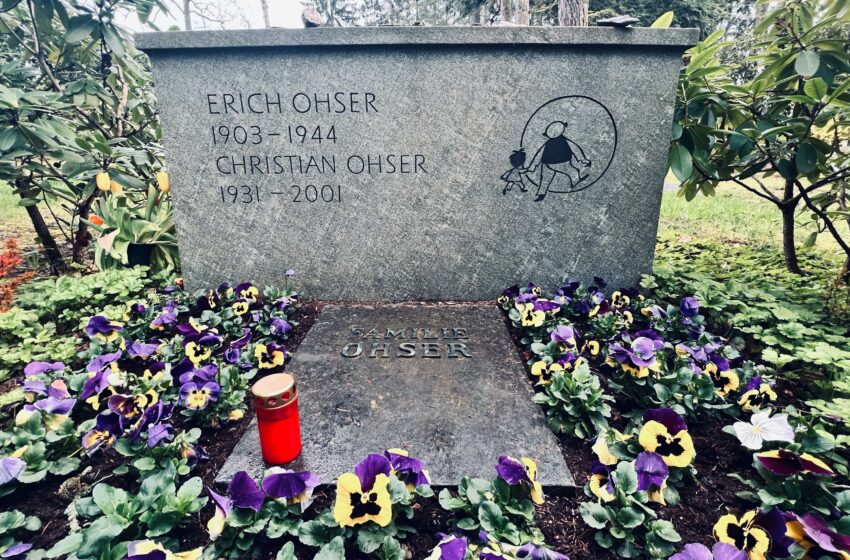 ERICH OHSER
1903 – 1944
CHRISTIAN OHSER
1931 – 2001
FAMILIE
OHSER